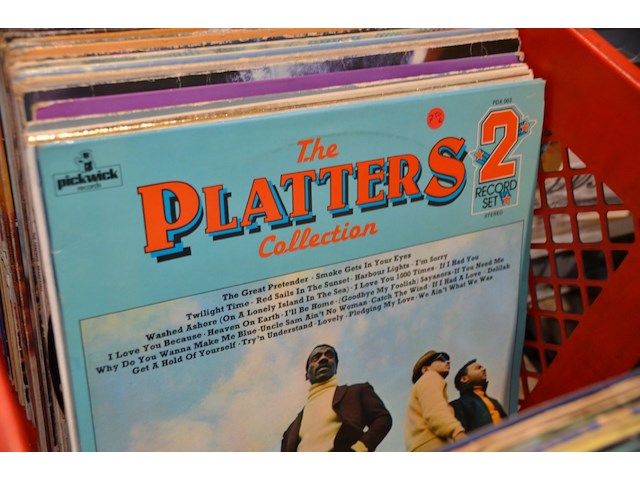 The
PLATTERS
Collection
pickwick
records
PDA 003
2
RECORD
SET
STEREO
The Great Pretender · Smoke Gets In Your Eyes
Twilight Time · Red Sails In The Sunset · Harbour Lights · I'm Sorry
Washed Ashore (On A Lonely Island In The Sea) · I Love You 1000 Times · If I Had You
I Love You Because · Heaven On Earth · I'll Be Home · (Goodbye My Foolish) Sayanora · If You Need Me
Why Do You Wanna Make Me Blue · Uncle Sam Ain't No Woman · Catch The Wind · If I Had A Love · Delilah
Get A Hold Of Yourself · Try'n Understand · Lovely · Pledging My Love · We Ain't What We Was